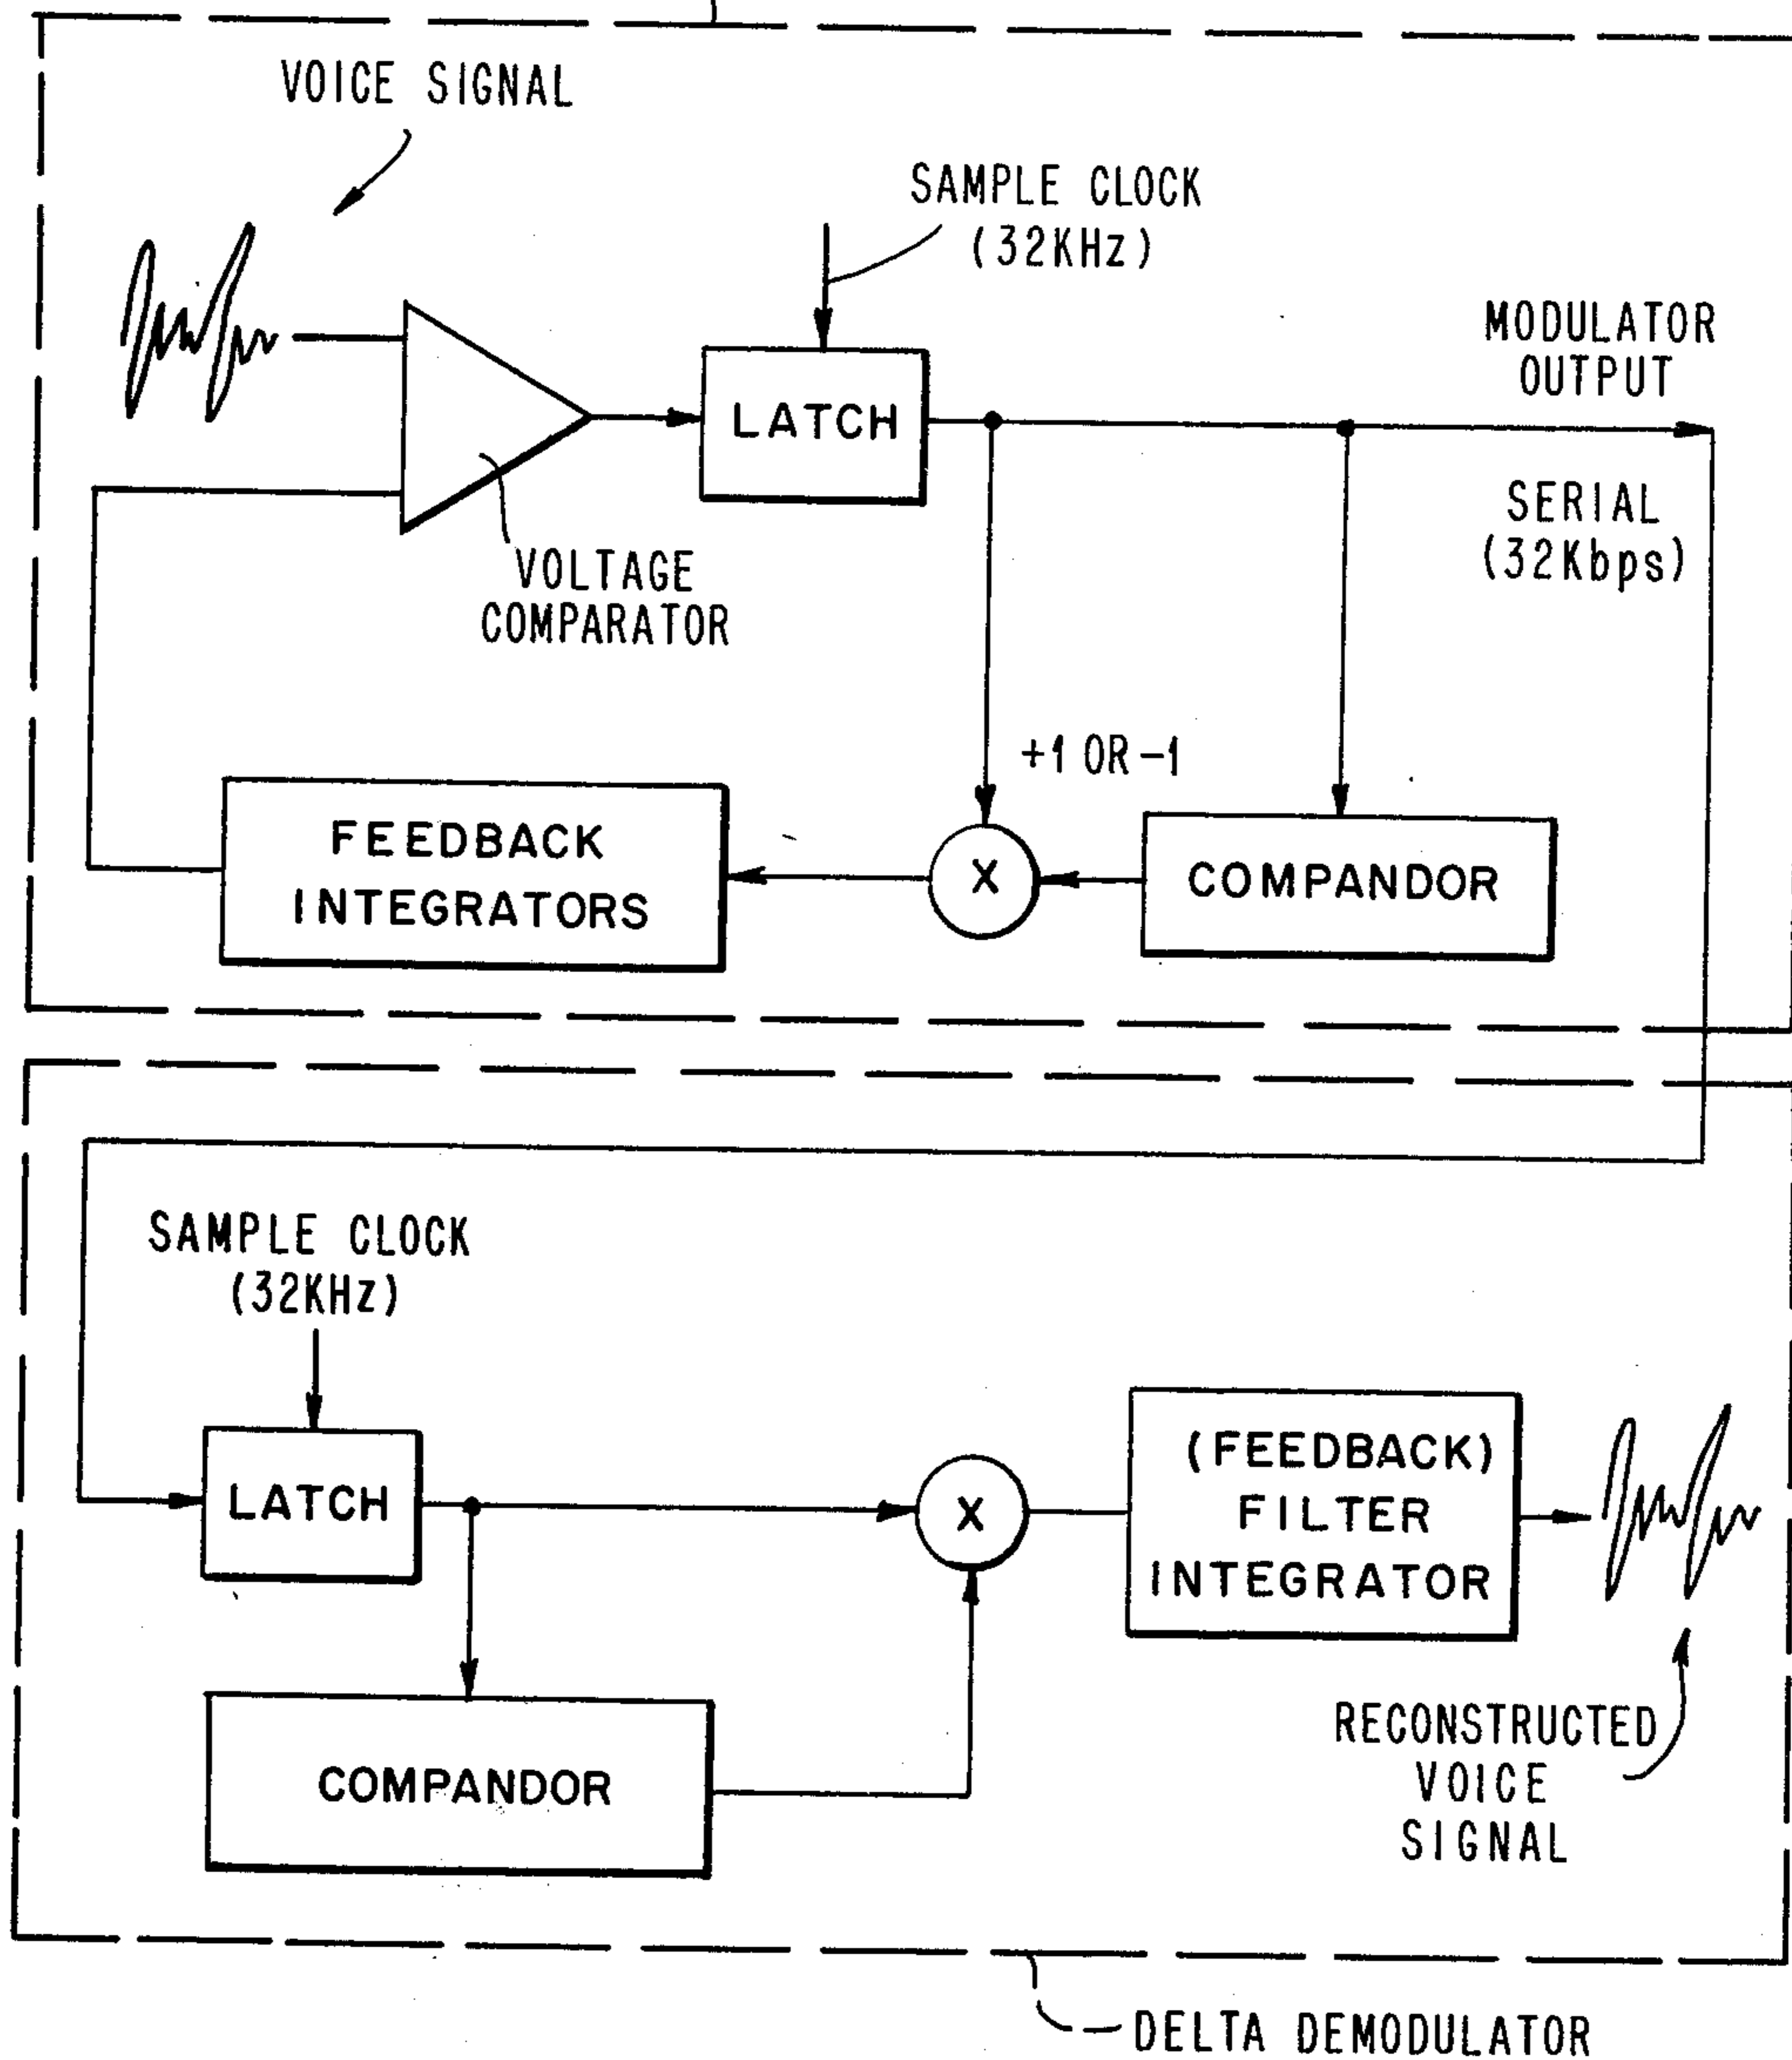 VOICE SIGNAL
SAMPLE CLOCK
(32KHz)
MODULATOR
OUTPUT
LATCH
SERIAL
(32Kbps)
VOLTAGE
COMPARATOR
+1 OR -1
FEEDBACK
INTEGRATORS
X
COMPANDOR
SAMPLE CLOCK
(32KHz)
LATCH
X
(FEEDBACK)
FILTER
INTEGRATOR
COMPANDOR
RECONSTRUCTED
VOICE
SIGNAL
DELTA DEMODULATOR